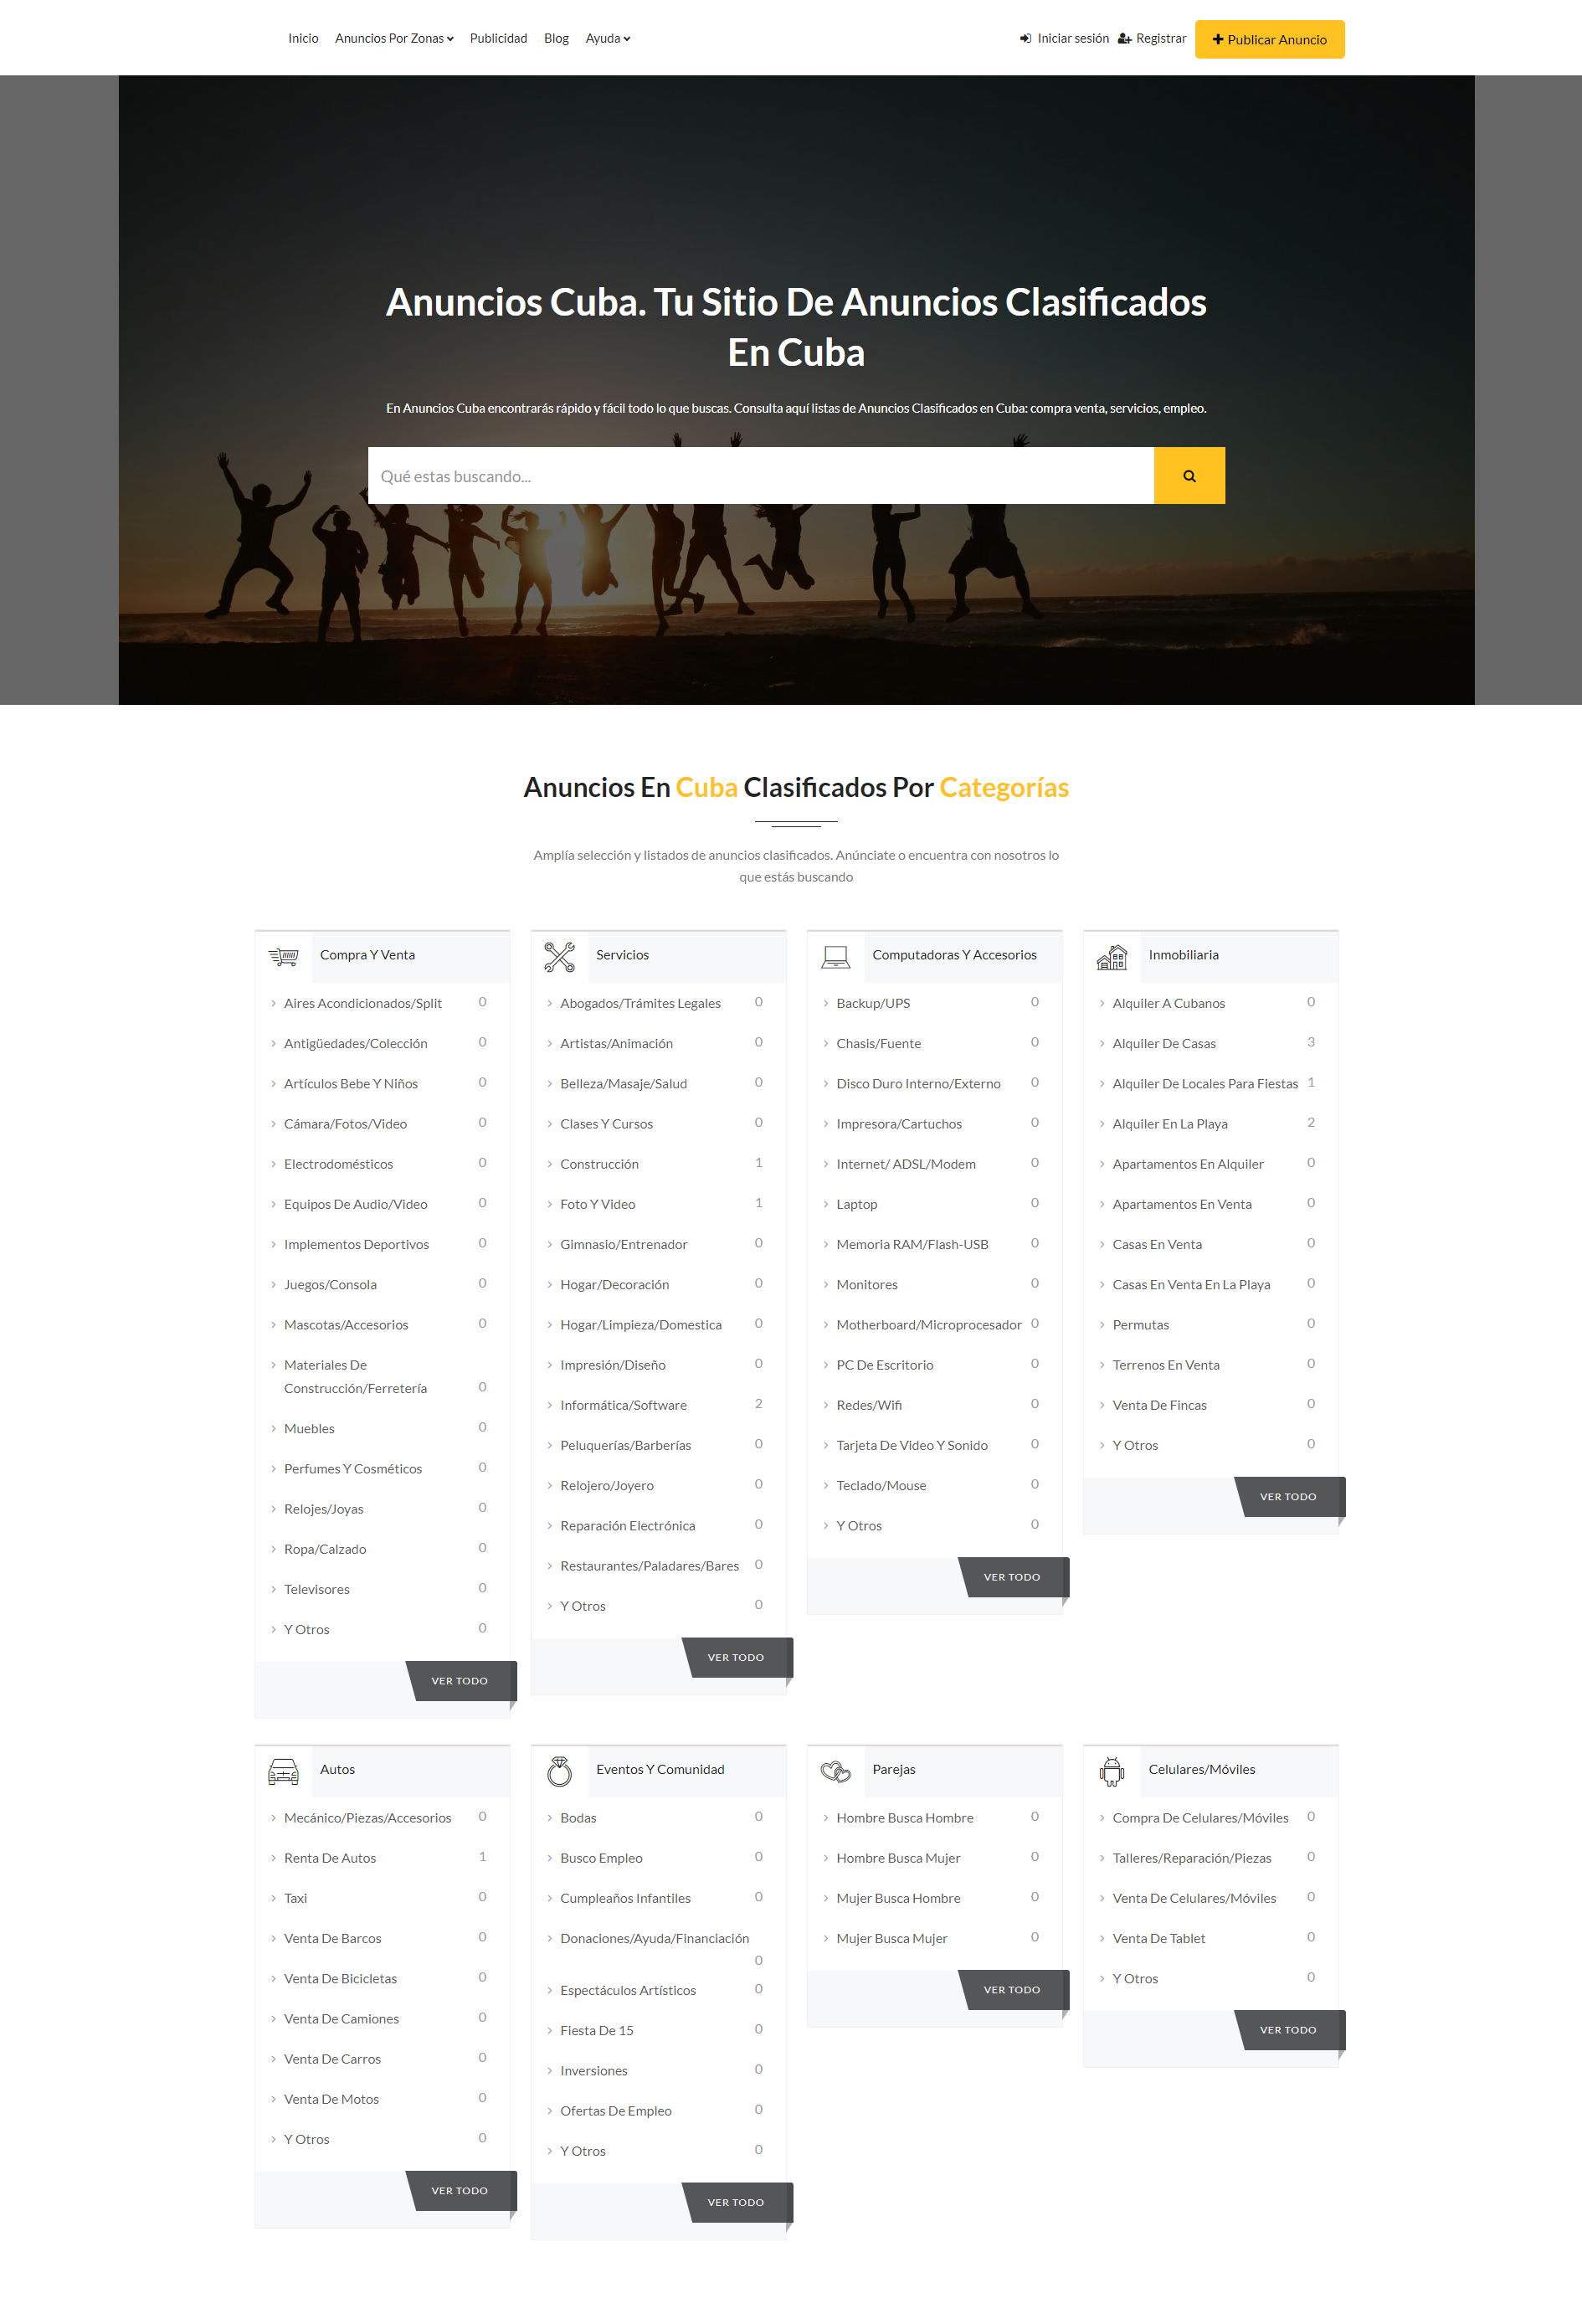 Inicio Anuncios Por Zonas Publicidad Blog Ayuda Iniciar sesión Registrar Publicar Anuncio
Anuncios Cuba. Tu Sitio De Anuncios Clasificados
En Cuba
En Anuncios Cuba encontrarás rápido y fácil todo lo que buscas. Consulta aquí listas de Anuncios Clasificados en Cuba: compra venta, servicios, empleo.
Qué estas buscando...
Anuncios En Cuba Clasificados Por Categorías
Amplía selección y listados de anuncios clasificados. Anúnciate o encuentra con nosotros lo
que estás buscando
Compra Y Venta
Aires Acondicionados/Split 0
Antigüedades/Colección 0
Artículos Bebe Y Niños 0
Cámara/Fotos/Video 0
Electrodomésticos 0
Equipos De Audio/Video 0
Implementos Deportivos 0
Juegos/Consola 0
Mascotas/Accesorios 0
Materiales De
Construcción/Ferretería 0
Muebles 0
Perfumes Y Cosméticos 0
Relojes/Joyas 0
Ropa/Calzado 0
Televisores 0
Y Otros 0
VER TODO
Servicios
Abogados/Trámites Legales 0
Artistas/Animación 0
Belleza/Masaje/Salud 0
Clases Y Cursos 0
Construcción 1
Foto Y Video 1
Gimnasio/Entrenador 0
Hogar/Decoración 0
Hogar/Limpieza/Domestica 0
Impresión/Diseño 0
Informática/Software 2
Peluquerías/Barberías 0
Relojero/Joyero 0
Reparación Electrónica 0
Restaurantes/Paladares/Bares 0
Y Otros 0
VER TODO
Computadoras Y Accesorios
Backup/UPS 0
Chasis/Fuente 0
Disco Duro Interno/Externo 0
Impresora/Cartuchos 0
Internet/ ADSL/Modem 0
Laptop 0
Memoria RAM/Flash-USB 0
Monitores 0
Motherboard/Microprocesador 0
PC De Escritorio 0
Redes/Wifi 0
Tarjeta De Video Y Sonido 0
Teclado/Mouse 0
Y Otros 0
VER TODO
Inmobiliaria
Alquiler A Cubanos 0
Alquiler De Casas 3
Alquiler De Locales Para Fiestas 1
Alquiler En La Playa 2
Apartamentos En Alquiler 0
Apartamentos En Venta 0
Casas En Venta 0
Casas En Venta En La Playa 0
Permutas 0
Terrenos En Venta 0
Venta De Fincas 0
Y Otros 0
VER TODO
Autos
Mecánico/Piezas/Accesorios 0
Renta De Autos 1
Taxi 0
Venta De Barcos 0
Venta De Bicicletas 0
Venta De Camiones 0
Venta De Carros 0
Venta De Motos 0
Y Otros 0
VER TODO
Eventos Y Comunidad
Bodas 0
Busco Empleo 0
Cumpleaños Infantiles 0
Donaciones/Ayuda/Financiación
0
Espectáculos Artísticos 0
Fiesta De 15 0
Inversiones 0
Ofertas De Empleo 0
Y Otros 0
VER TODO
Parejas
Hombre Busca Hombre 0
Hombre Busca Mujer 0
Mujer Busca Hombre 0
Mujer Busca Mujer 0
VER TODO
Celulares/Móviles
Compra De Celulares/Móviles 0
Talleres/Reparación/Piezas 0
Venta De Celulares/Móviles 0
Venta De Tablet 0
Y Otros 0
VER TODO